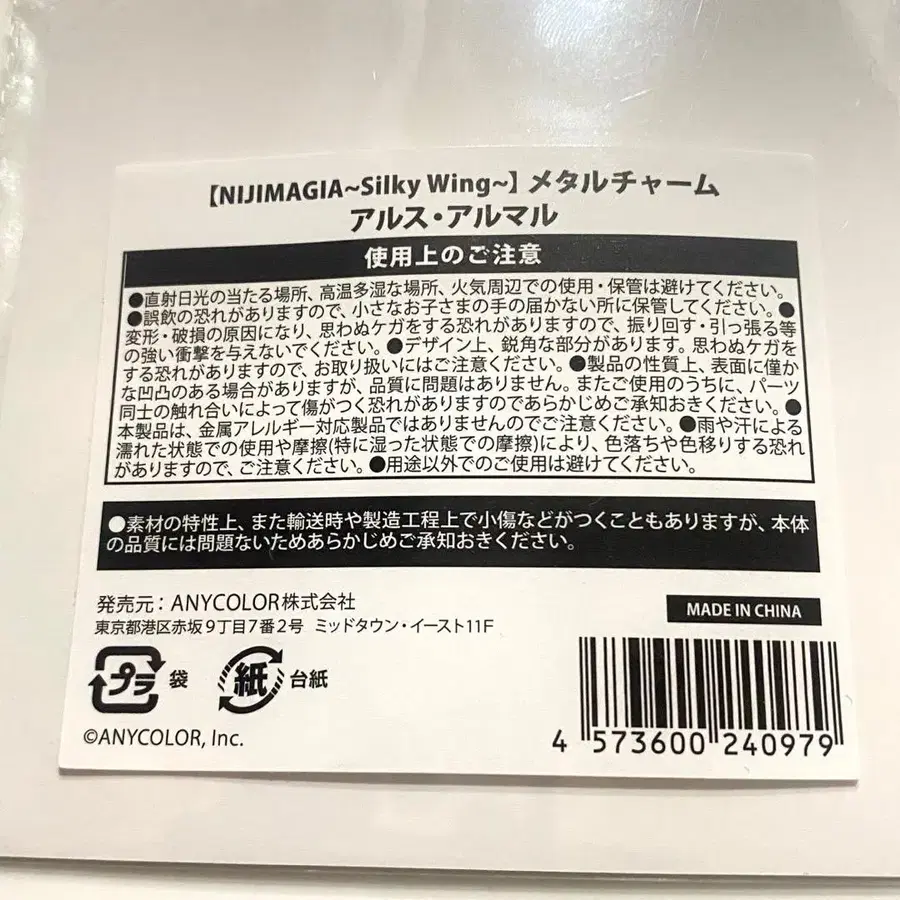 【NIJIMAGIA~Silky Wing~】メタルチャーム
アルス・アルマル
使用上のご注意
●直射日光の当たる場所、高温多湿な場所、火気周辺での使用・保管は避けてください。
●誤飲の恐れがありますので、小さなお子さまの手の届かない所に保管してください。●
変形・破損の原因になり、思わぬケガをする恐れがありますので、振り回す・引っ張る等
の強い衝撃を与えないでください。●デザイン上、鋭角な部分があります。思わぬケガを
する恐れがありますので、お取り扱いにはご注意ください。●製品の性質上、表面に僅か
な凹凸のある場合がありますが、品質に問題はありません。またご使用のうちに、パーツ
同士の触れ合いによって傷がつく恐れがありますのであらかじめご承知おきください。●
本製品は、金属アレルギー対応製品ではありませんのでご注意ください。●雨や汗による
濡れた状態での使用や摩擦(特に湿った状態での摩擦)により、色落ちや色移りする恐れ
がありますので、ご注意ください。●用途以外でのご使用は避けてください。
●素材の特性上、また輸送時や製造工程上で小傷などがつくこともありますが、本体
の品質には問題ないためあらかじめご承知おきください。
発売元：ANYCOLOR株式会社
東京都港区赤坂9丁目7番2号 ミッドタウン・イースト11F
MADE IN CHINA
プラ 袋 紙 台紙
©ANYCOLOR, Inc.
4 573600 240979